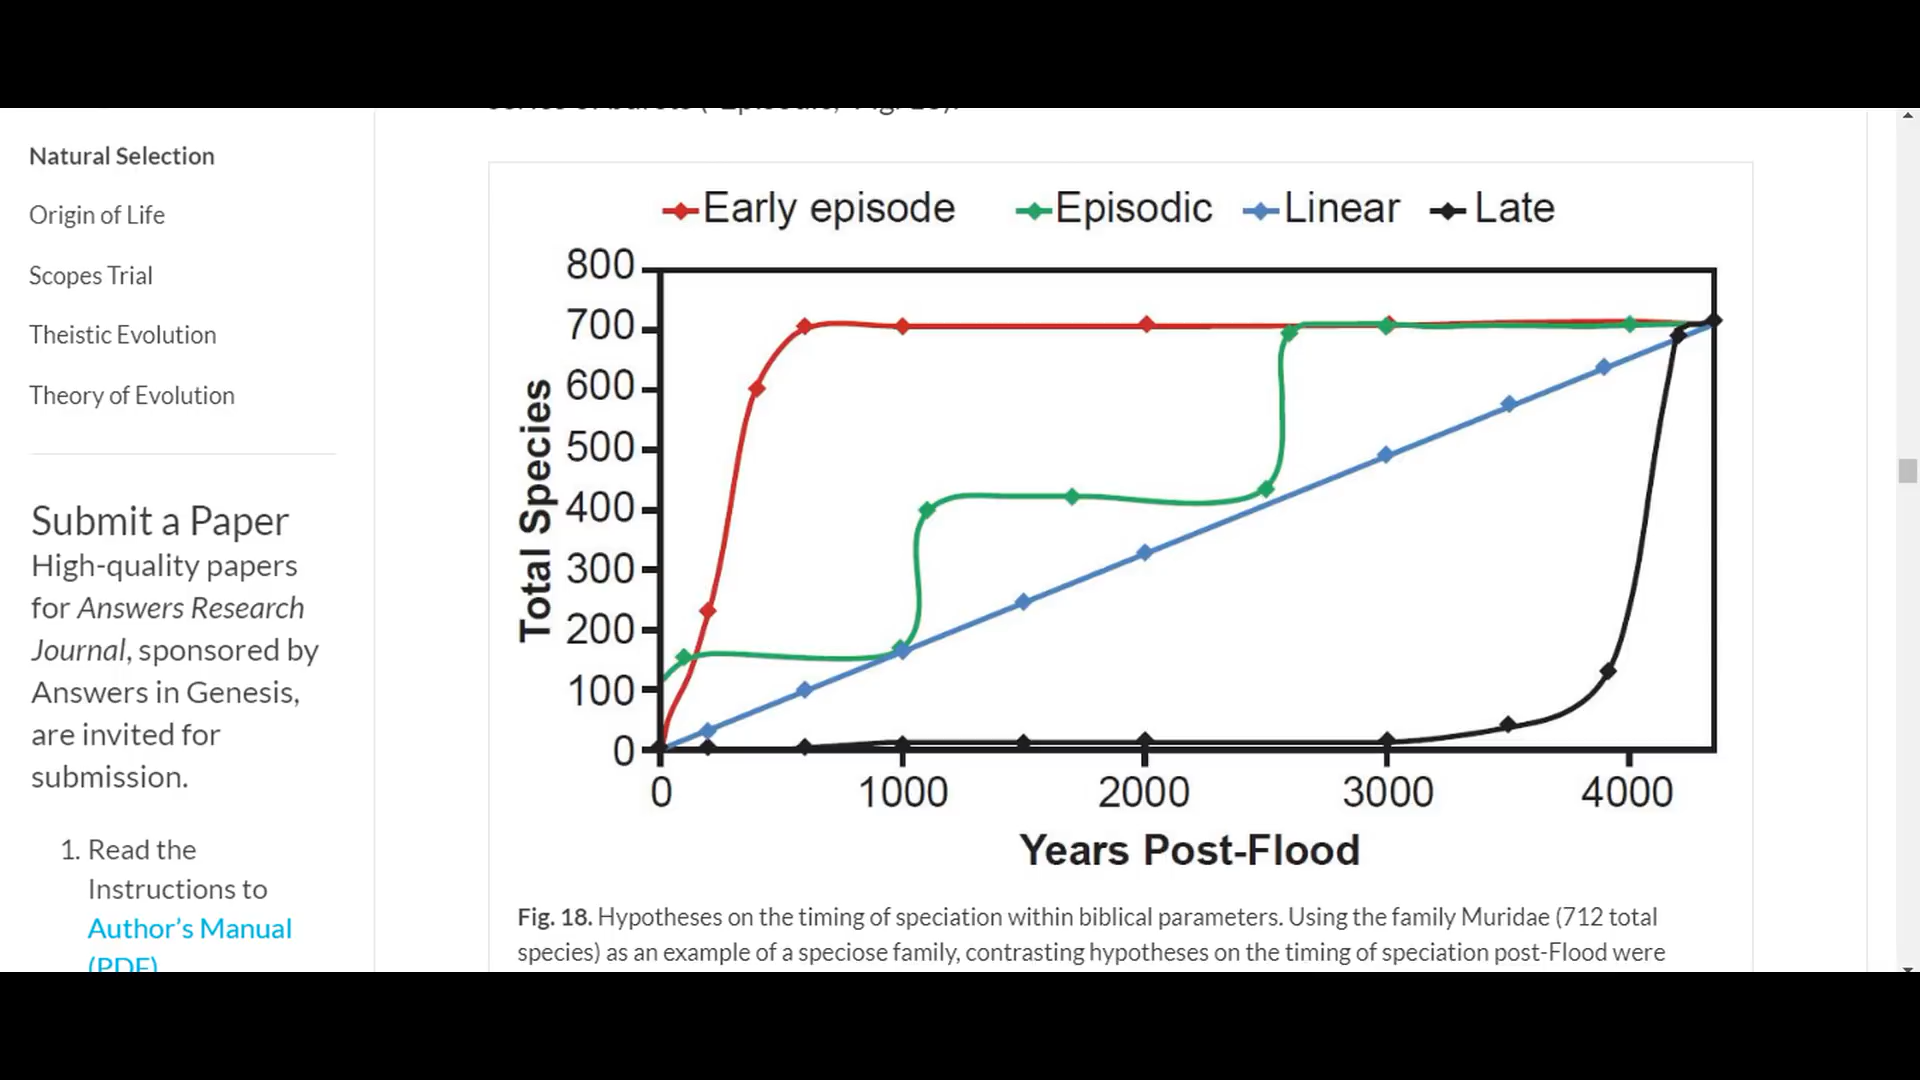 Natural Selection
Origin of Life
Scopes Trial
Theistic Evolution
Theory of Evolution
Submit a Paper
High-quality papers
for Answers Research
Journal, sponsored by
Answers in Genesis,
are invited for
submission.
1. Read the
Instructions to
Author's Manual
(PDF)
Early episode Episodic Linear Late
800
700
600
500
400
300
200
100
0
Total Species
0 1000 2000 3000 4000
Years Post-Flood
Fig. 18. Hypotheses on the timing of speciation within biblical parameters. Using the family Muridae (712 total
species) as an example of a speciose family, contrasting hypotheses on the timing of speciation post-Flood were